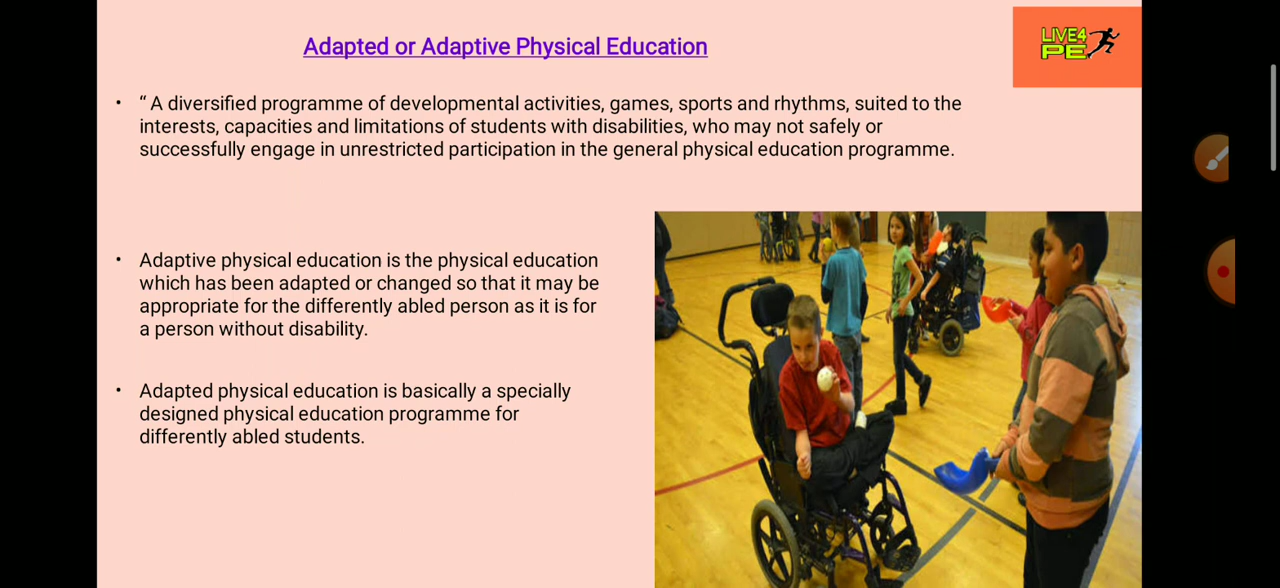 Adapted or Adaptive Physical Education
LIVE4
PE
• “ A diversified programme of developmental activities, games, sports and rhythms, suited to the
interests, capacities and limitations of students with disabilities, who may not safely or
successfully engage in unrestricted participation in the general physical education programme.
• Adaptive physical education is the physical education
which has been adapted or changed so that it may be
appropriate for the differently abled person as it is for
a person without disability.
• Adapted physical education is basically a specially
designed physical education programme for
differently abled students.